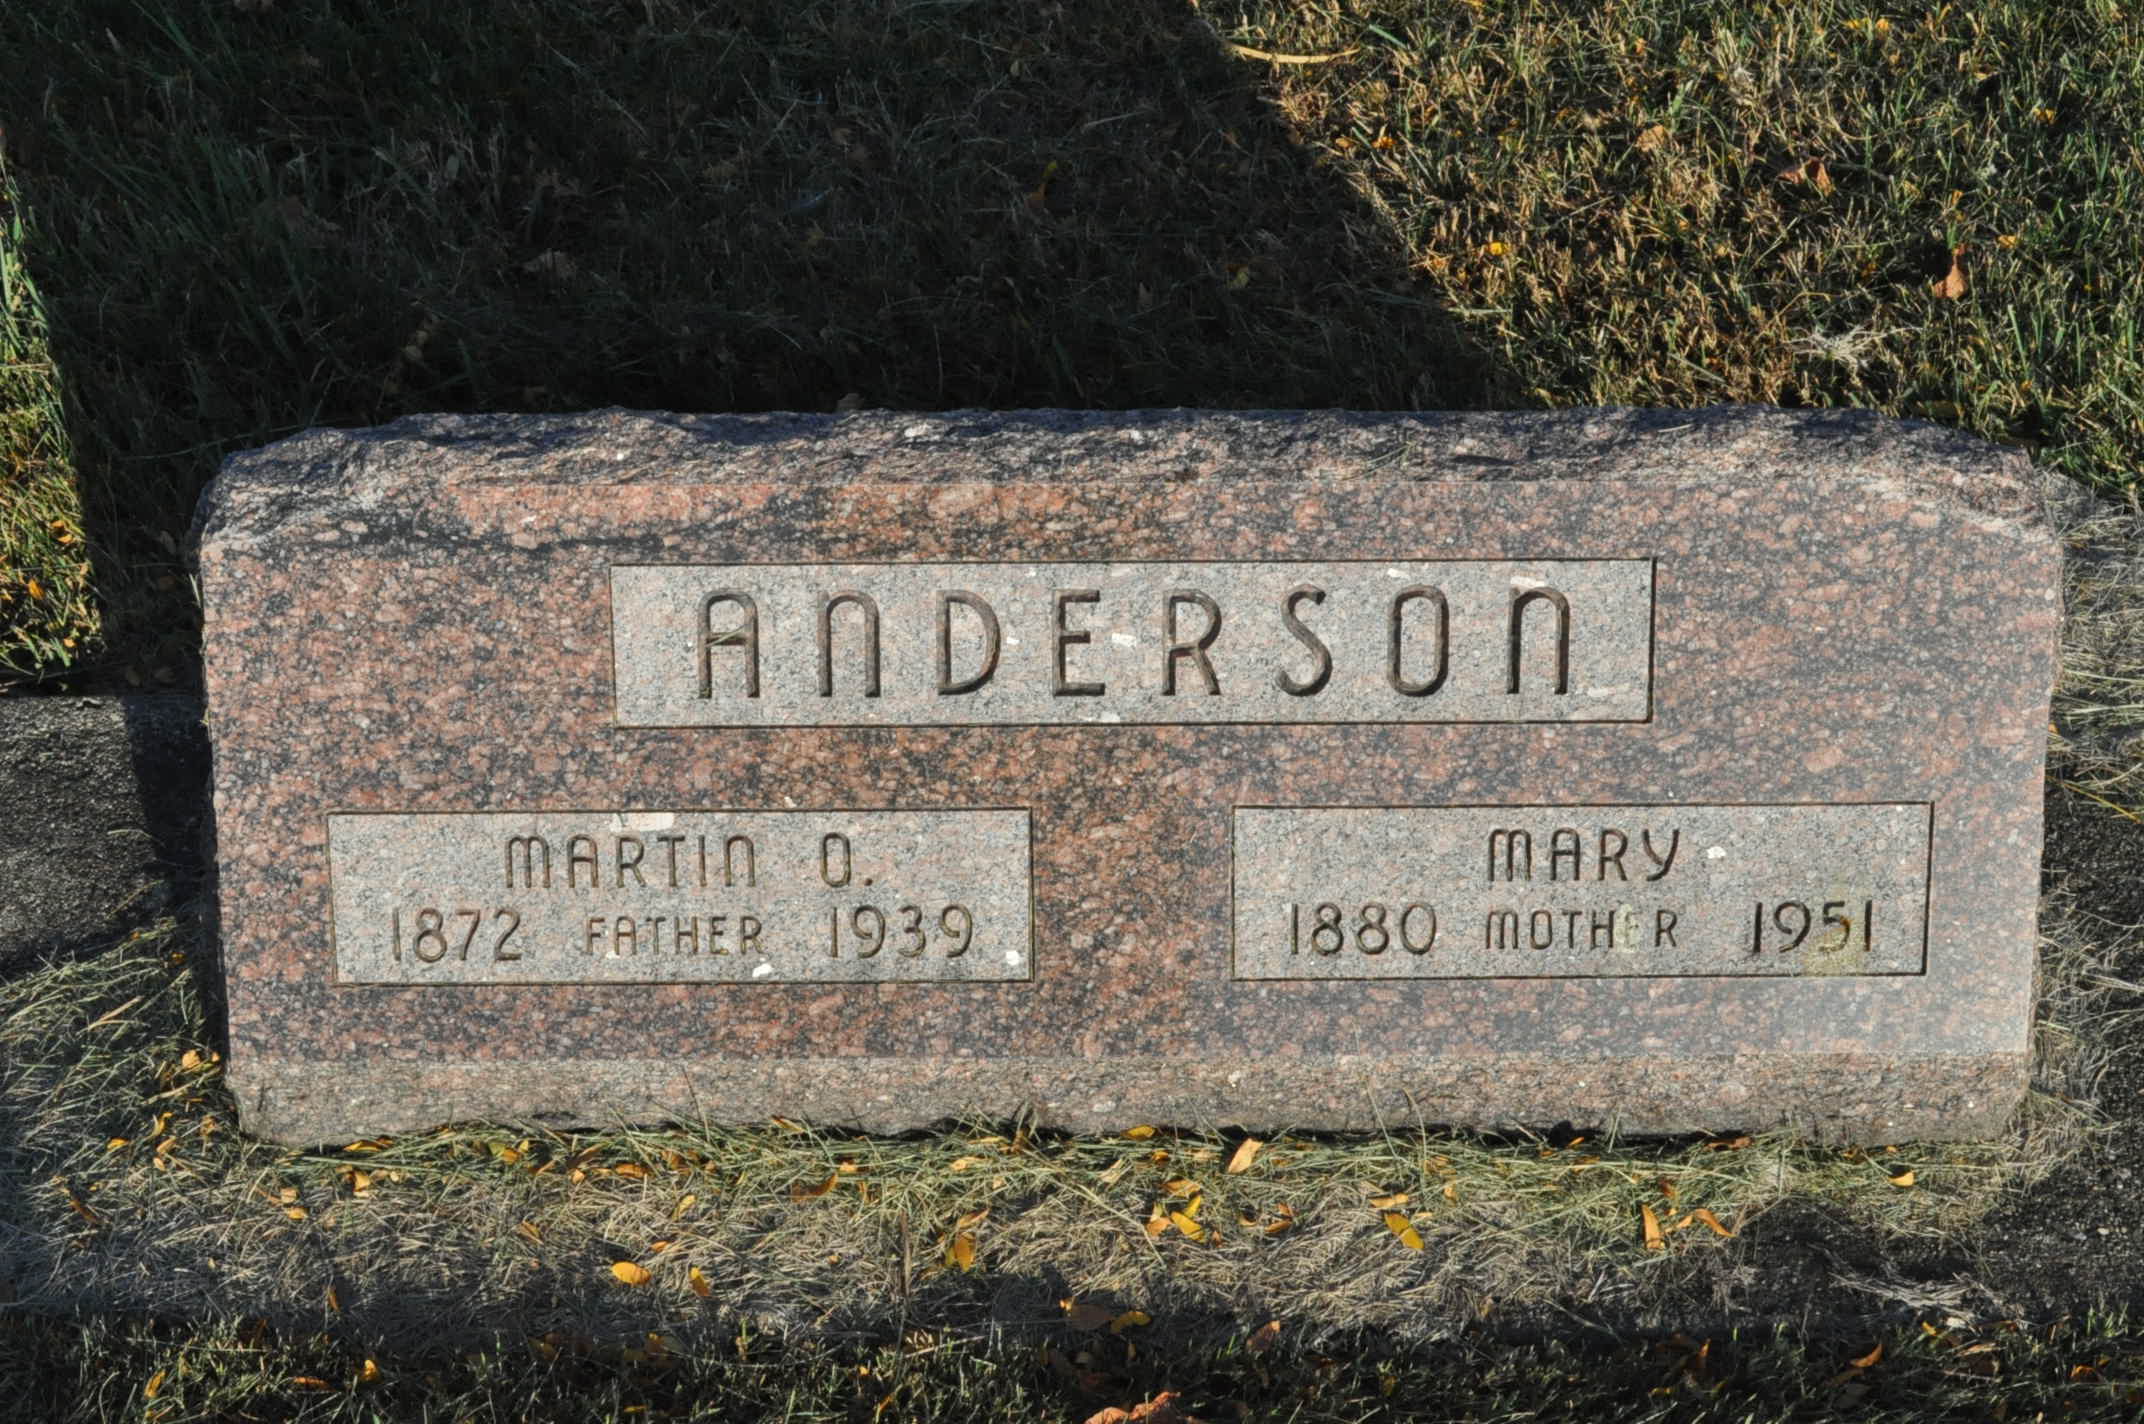 ANDERSON
MARTIN O.
1872 FATHER 1939
MARY
1880 MOTHER 1951